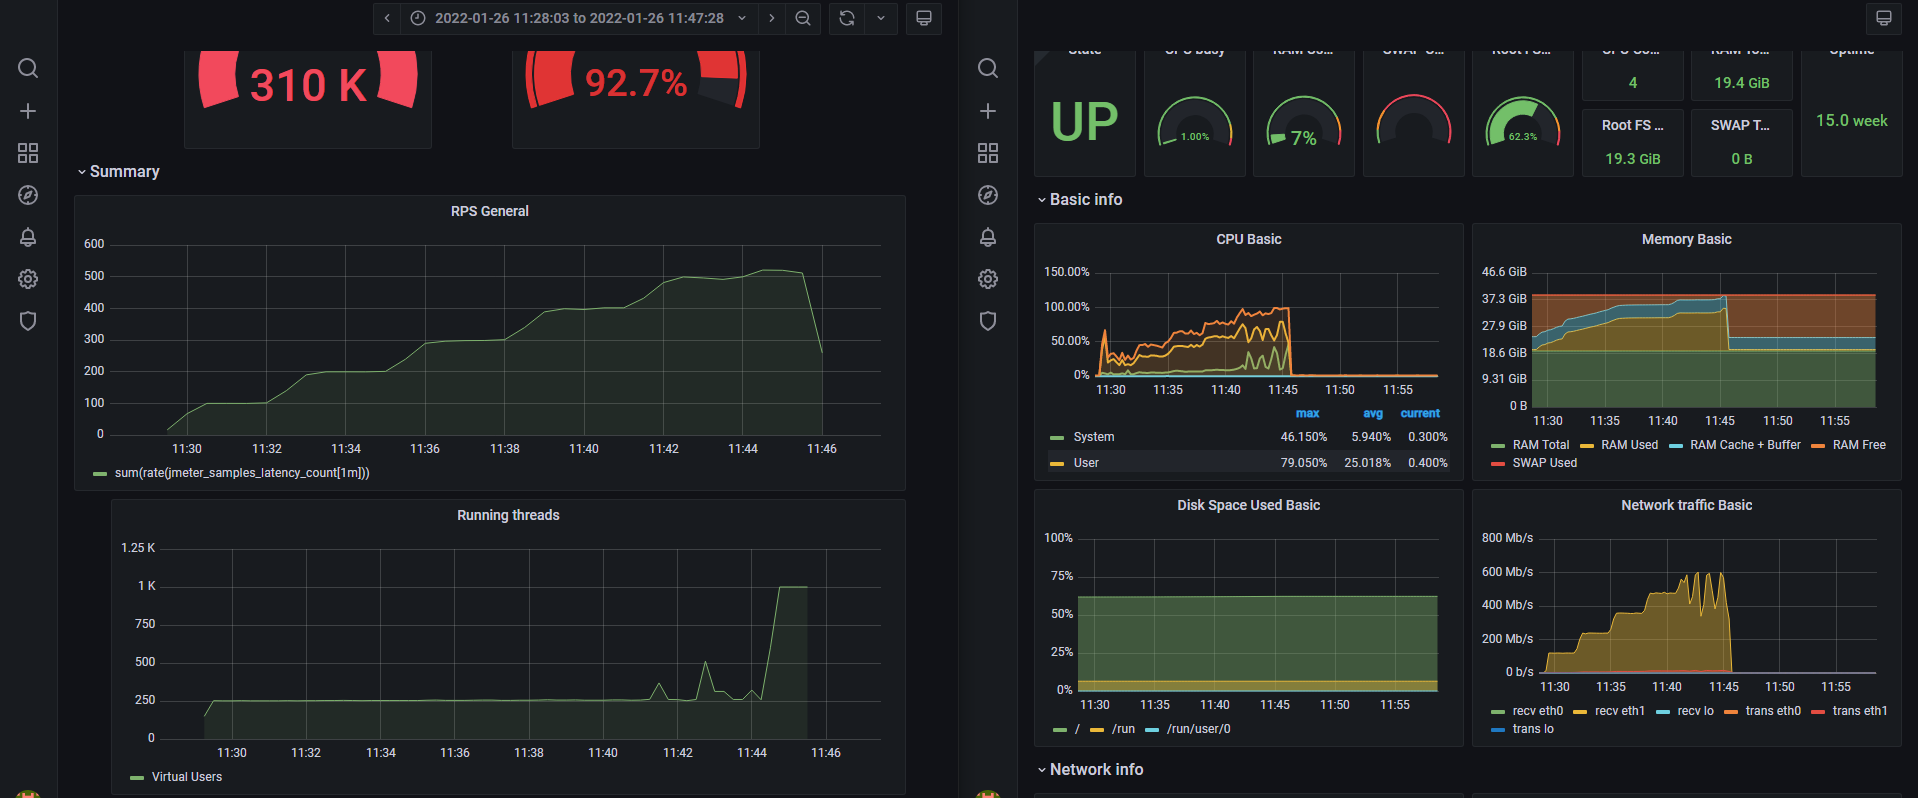 2022-01-26 11:28:03 to 2022-01-26 11:47:28
310 K
92.7%
Summary
RPS General
600
500
400
300
200
100
0
11:30 11:32 11:34 11:36 11:38 11:40 11:42 11:44 11:46
sum(rate(jmeter_samples_latency_count[1m]))
Running threads
1.25 K
1 K
750
500
250
0
11:30 11:32 11:34 11:36 11:38 11:40 11:42 11:44 11:46
Virtual Users
UP
1.00%
7%
62.3%
4
19.4 GiB
Root FS ...
SWAP T...
19.3 GiB
0 B
Uptime
15.0 week
Basic info
CPU Basic
150.00%
100.00%
50.00%
0%
11:30 11:35 11:40 11:45 11:50 11:55
max avg current
System 46.150% 5.940% 0.300%
User 79.050% 25.018% 0.400%
Memory Basic
46.6 GiB
37.3 GiB
27.9 GiB
18.6 GiB
9.31 GiB
0 B
11:30 11:35 11:40 11:45 11:50 11:55
RAM Total RAM Used RAM Cache + Buffer RAM Free
SWAP Used
Disk Space Used Basic
100%
75%
50%
25%
0%
11:30 11:35 11:40 11:45 11:50 11:55
/ /run /run/user/0
Network traffic Basic
800 Mb/s
600 Mb/s
400 Mb/s
200 Mb/s
0 b/s
11:30 11:35 11:40 11:45 11:50 11:55
recv eth0 recv eth1 recv lo trans eth0 trans eth1
trans lo
Network info